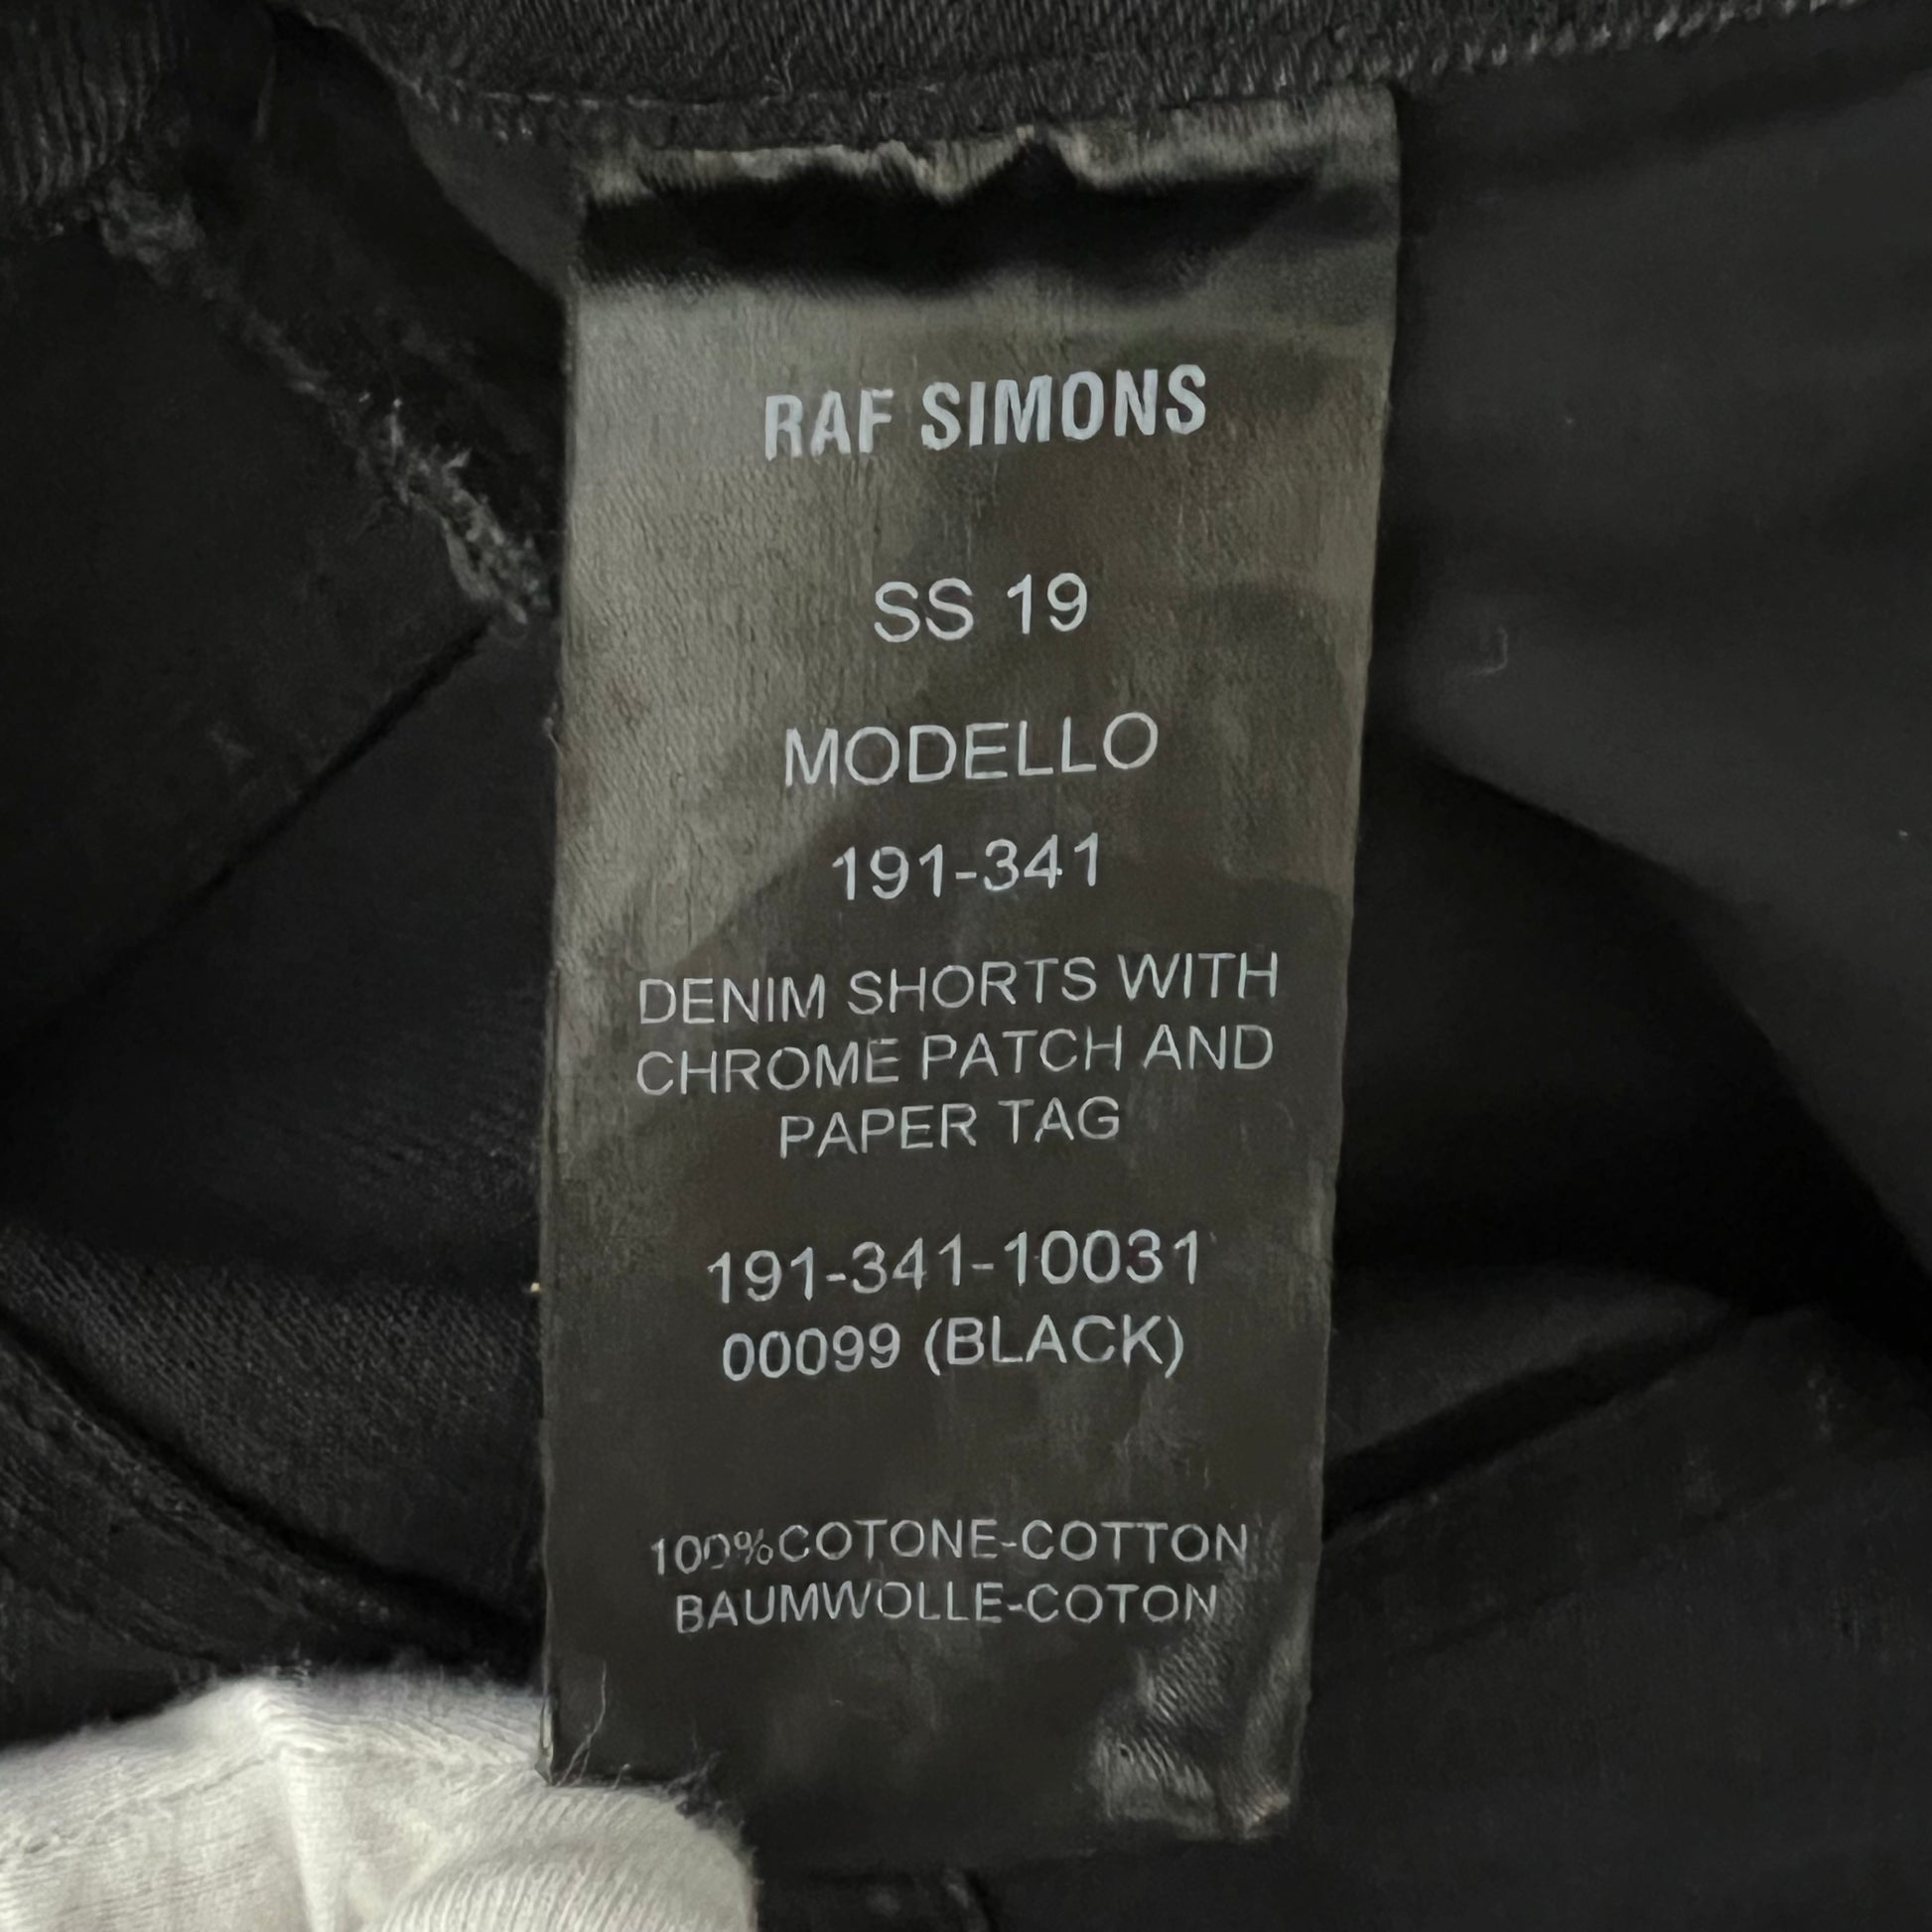 RAF SIMONS
SS 19
MODELLO
191-341
DENIM SHORTS WITH
CHROME PATCH AND
PAPER TAG
191-341-10031
00099 (BLACK)
100%COTONE-COTTON
BAUMWOLLE-COTON